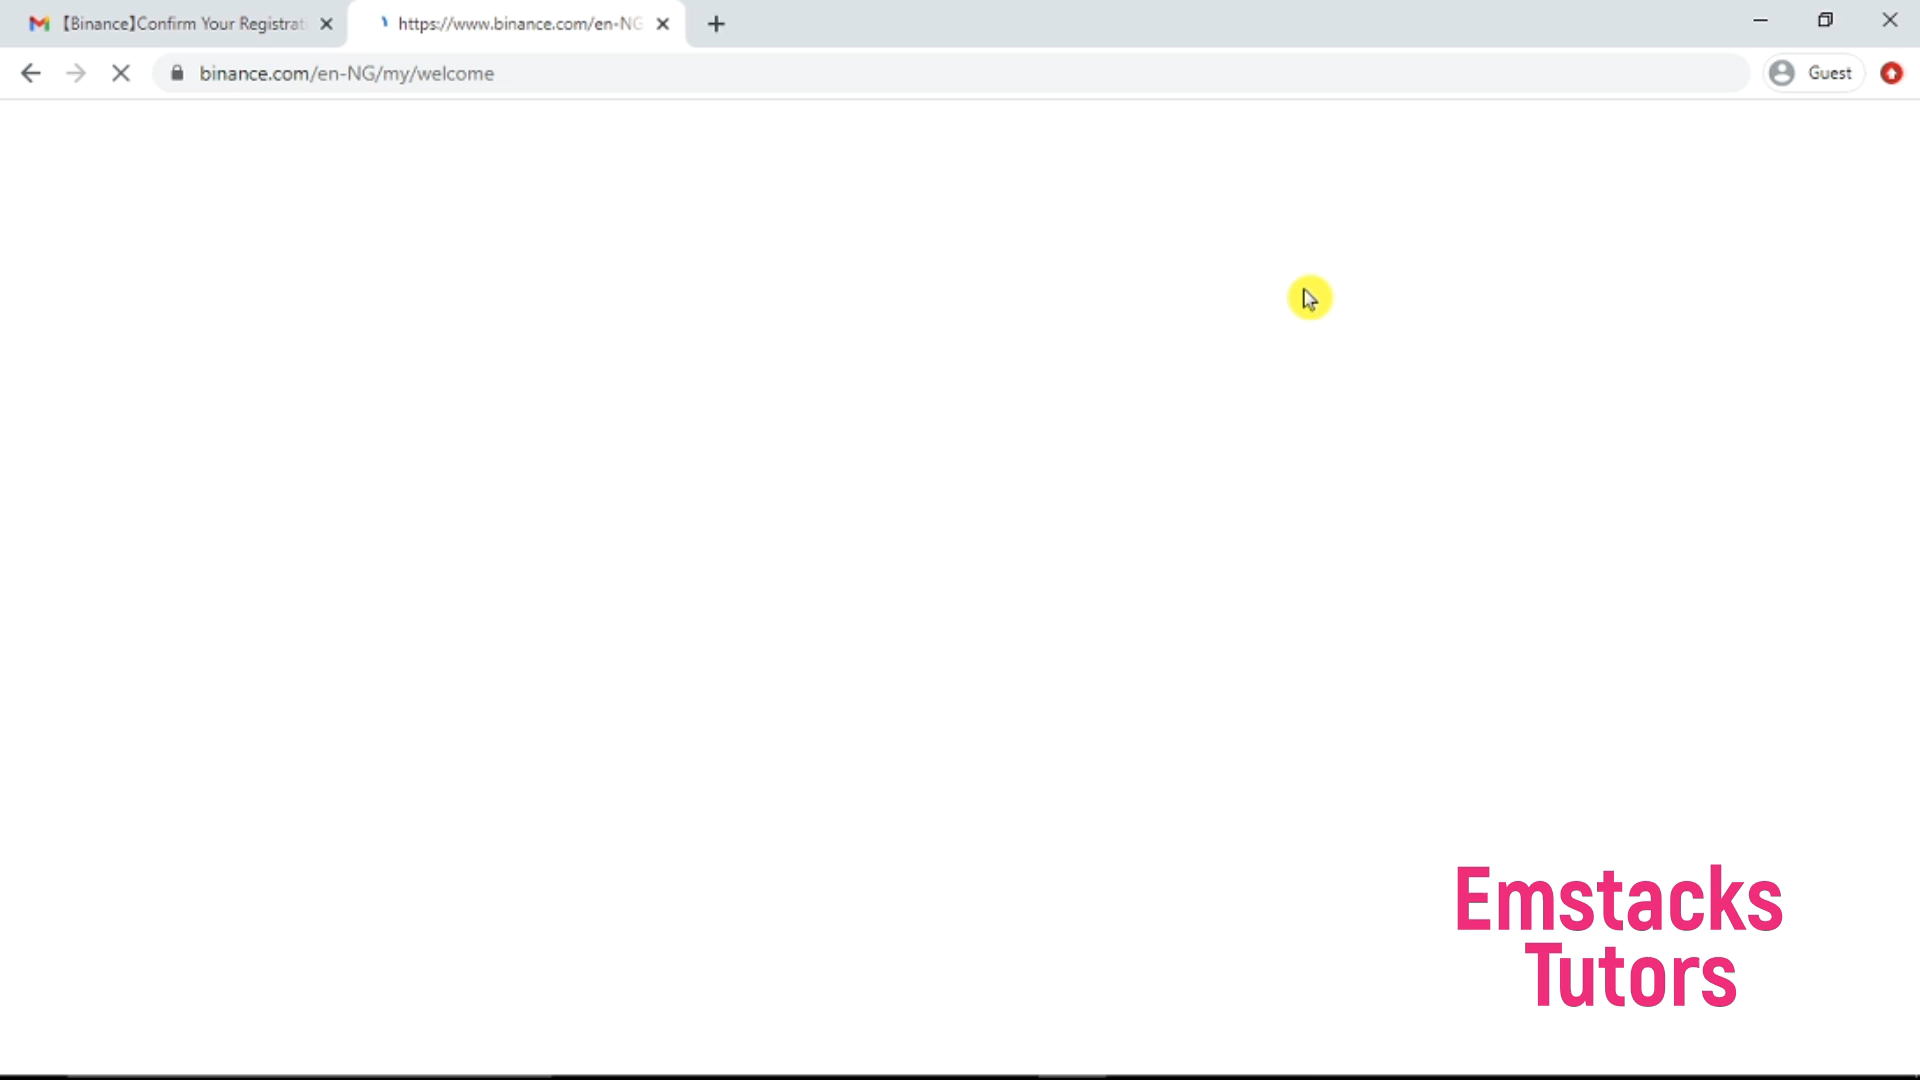 【Binance】Confirm Your Registrat
https://www.binance.com/en-NG
binance.com/en-NG/my/welcome
Guest
Emstacks
Tutors